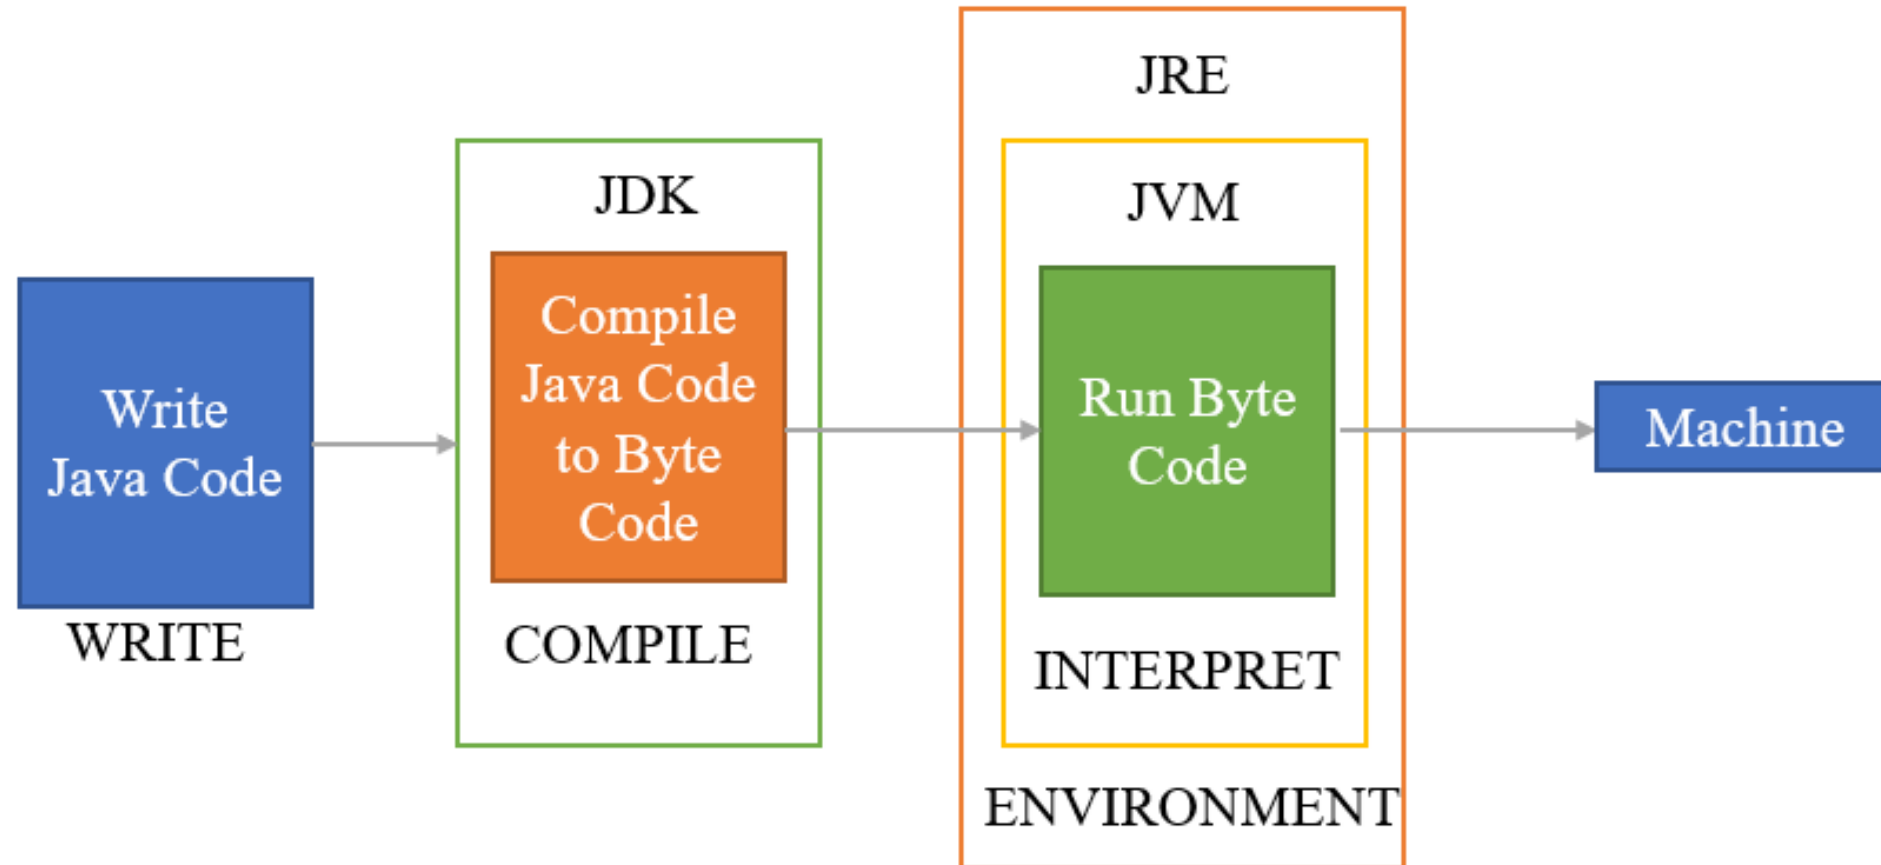 Write
Java Code
WRITE
JDK
Compile
Java Code
to Byte
Code
COMPILE
JRE
JVM
Run Byte
Code
INTERPRET
ENVIRONMENT
Machine